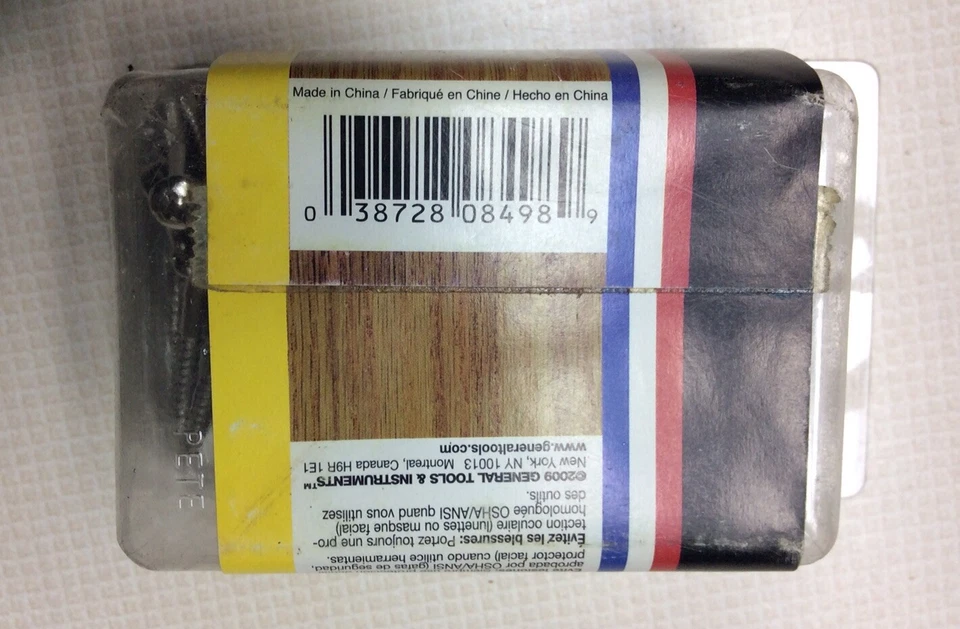 Made in China / Fabriqué en Chine / Hecho en China
0 38728 08498 9
aprobada por OSHA/ANSI (gafas de seguridad,
protector facial) cuando utilice herramientas.
Évitez les blessures: Portez toujours une pro-
tection oculaire (lunettes ou masque facial)
homologuée OSHA/ANSI quand vous utilisez
des outils.
©2009 GENERAL TOOLS & INSTRUMENTS™
New York, NY 10013 Montreal, Canada H9R 1E1
www.generaltools.com